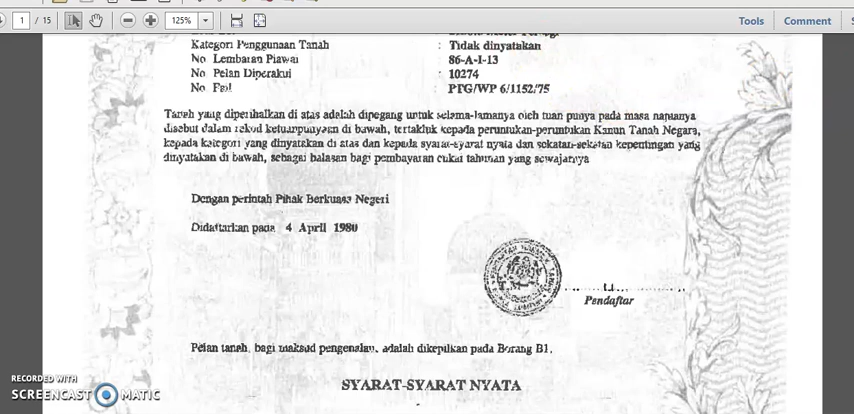 1 / 15
125%
Tools
Comment
Kategori Penggunaan Tanah : Tidak dinyatakan
No Lembaran Piawai : 86-A-I-13
No Pelan Diperakui : 10274
No Fail : PTG/WP 6/1152/75
Tanah yang diperihalkan di atas adalah dipegang untuk selama-lamanya oleh tuan punya pada masa namanya
disebut dalam rekod ketuanpunyaan di bawah, tertakluk kepada peruntukan-peruntukan Kanun Tanah Negara,
kepada kategori yang dinyatakan di atas dan kepada syarat-syarat nyata dan sekatan-sekatan kepentingan yang
dinyatakan di bawah, sebagai balasan bagi pembayaran cukai tahunan yang sewajarnya
Dengan perintah Pihak Berkuasa Negeri
Didaftarkan pada 4 April 1980
T.M.
Pendaftar
Pelan tanah, bagi maksud pengenalan, adalah dikepilkan pada Borang B1.
SYARAT-SYARAT NYATA
RECORDED WITH
SCREENCAST MATIC